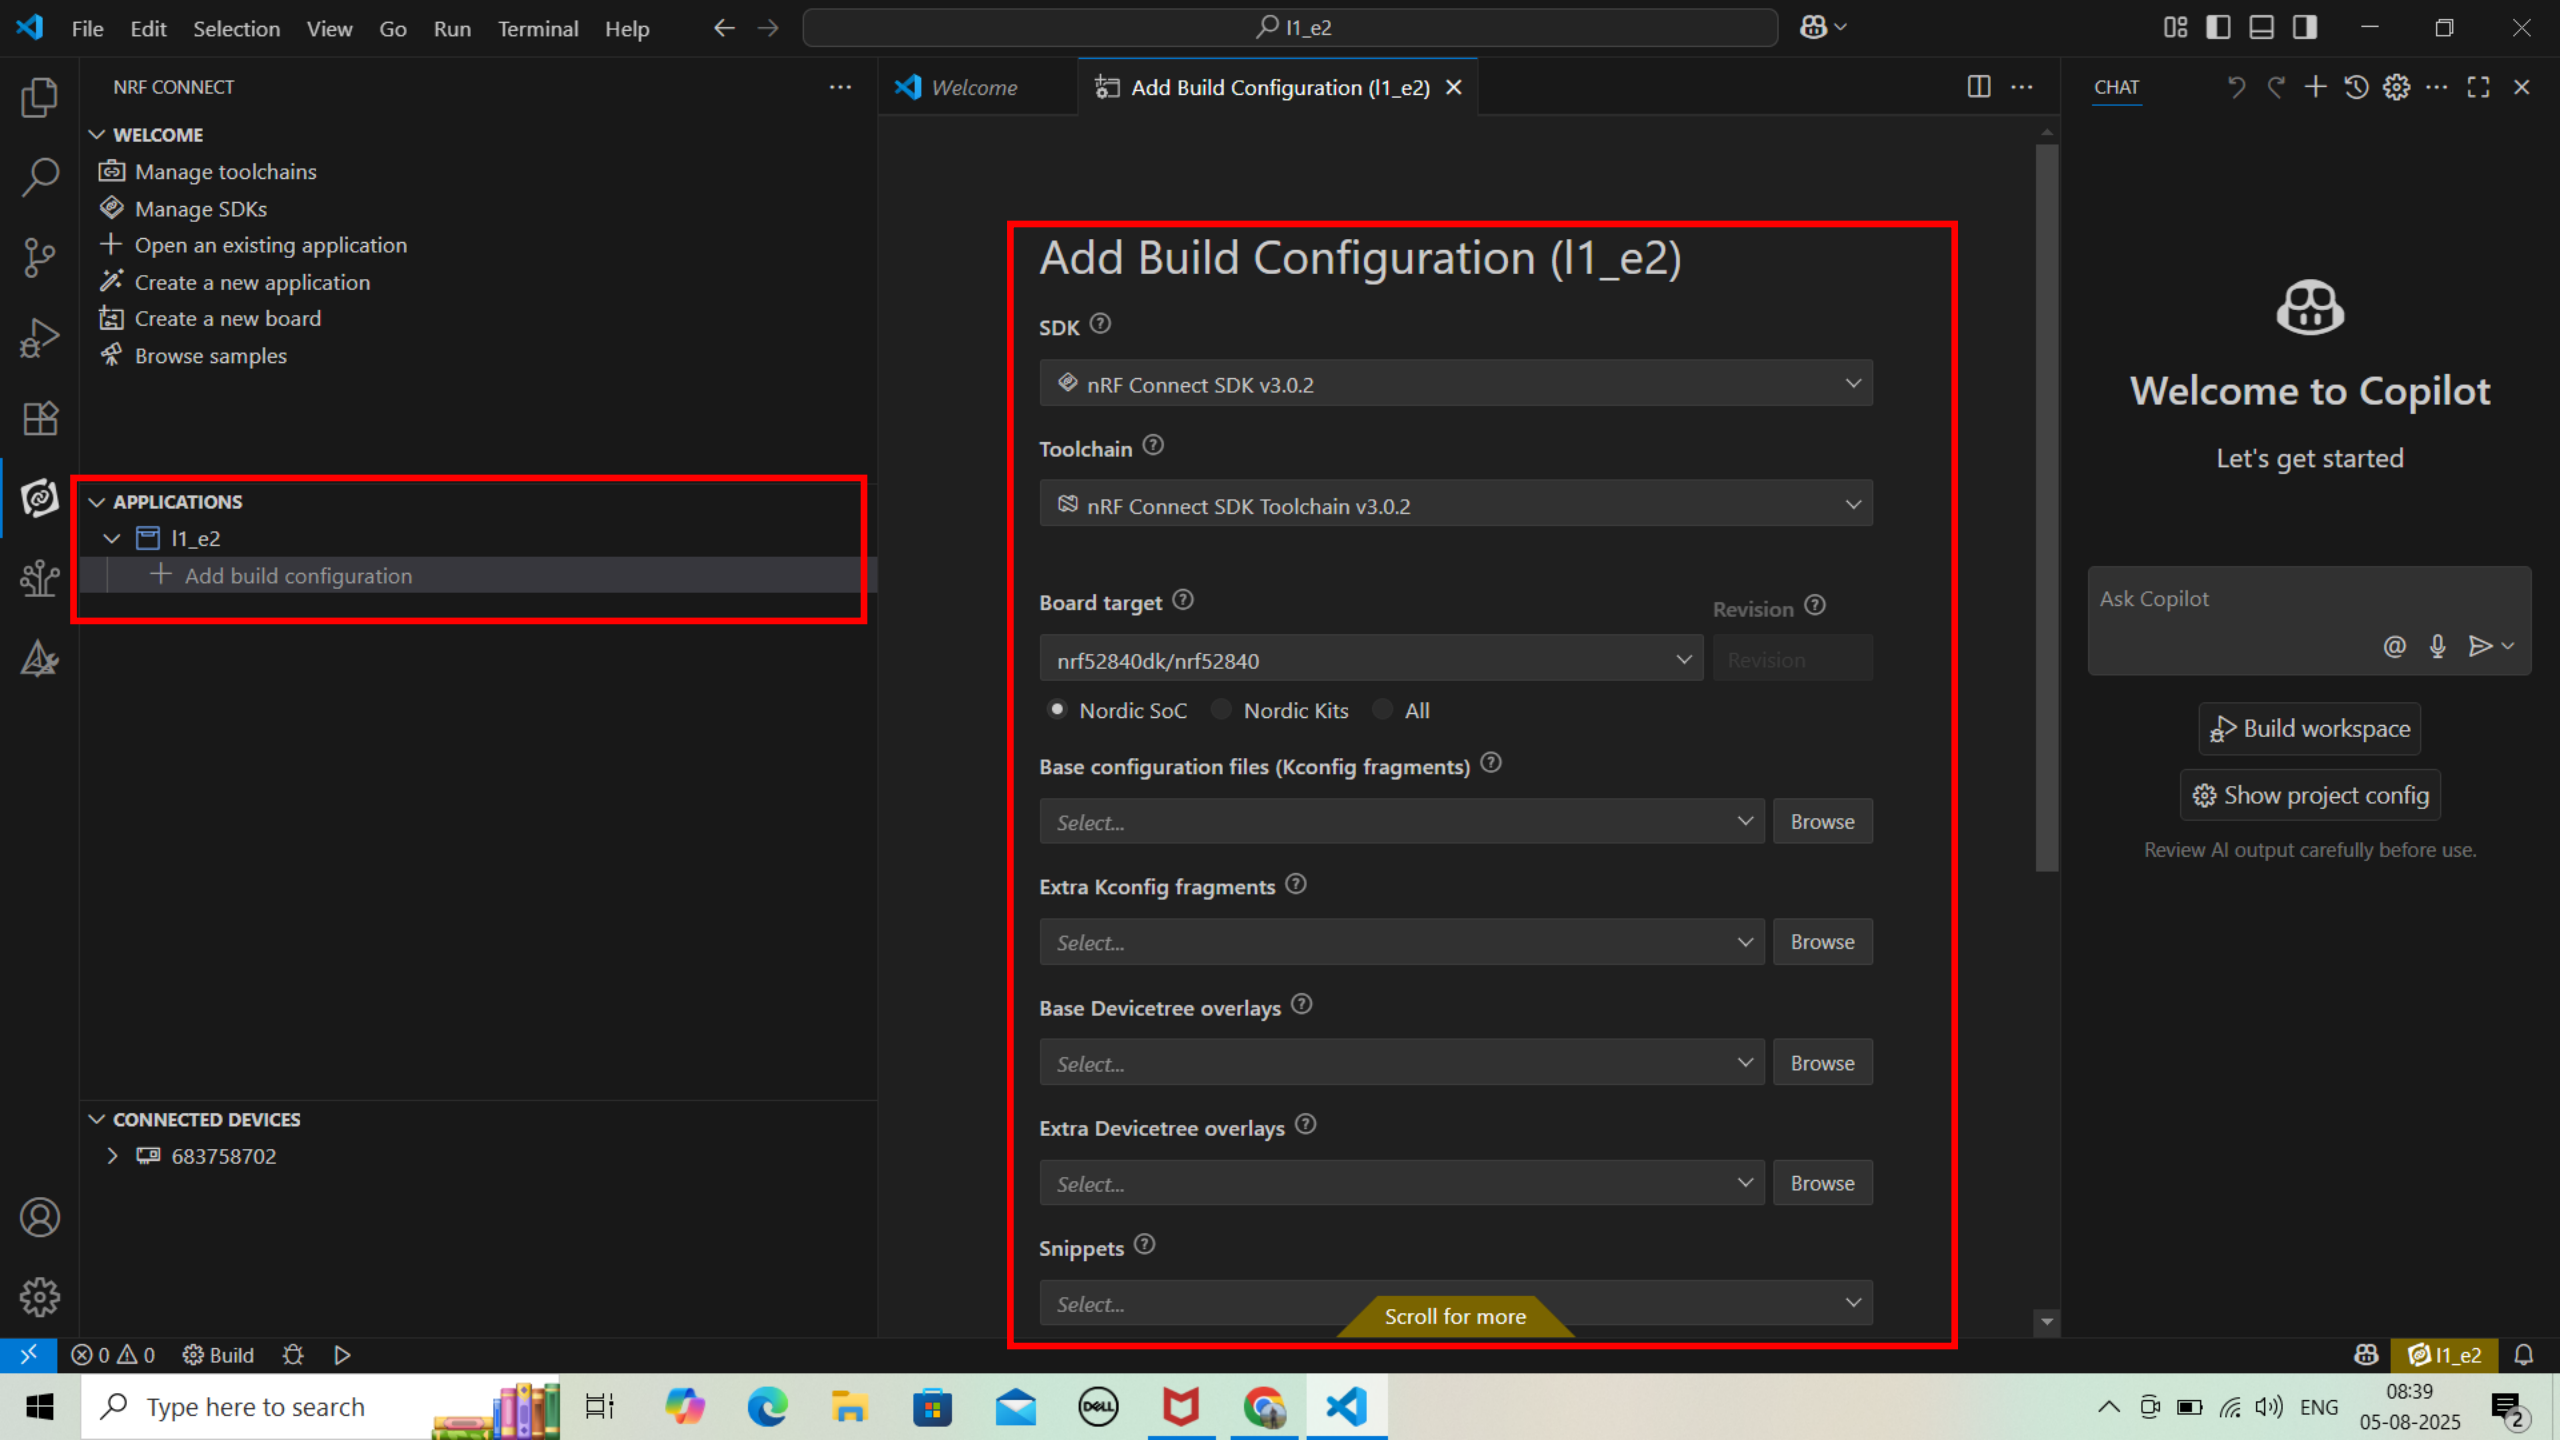 File Edit Selection View Go Run Terminal Help
l1_e2
NRF CONNECT
WELCOME
Manage toolchains
Manage SDKs
Open an existing application
Create a new application
Create a new board
Browse samples
APPLICATIONS
l1_e2
Add build configuration
CONNECTED DEVICES
683758702
Welcome
Add Build Configuration (l1_e2)
Add Build Configuration (l1_e2)
SDK
nRF Connect SDK v3.0.2
Toolchain
nRF Connect SDK Toolchain v3.0.2
Board target
Revision
nrf52840dk/nrf52840
Revision
Nordic SoC Nordic Kits All
Base configuration files (Kconfig fragments)
Select... Browse
Extra Kconfig fragments
Select... Browse
Base Devicetree overlays
Select... Browse
Extra Devicetree overlays
Select... Browse
Snippets
Select...
Scroll for more
CHAT
Welcome to Copilot
Let's get started
Ask Copilot
Build workspace
Show project config
Review AI output carefully before use.
0 0 Build
l1_e2
Type here to search
DELL
ENG
08:39
05-08-2025
2